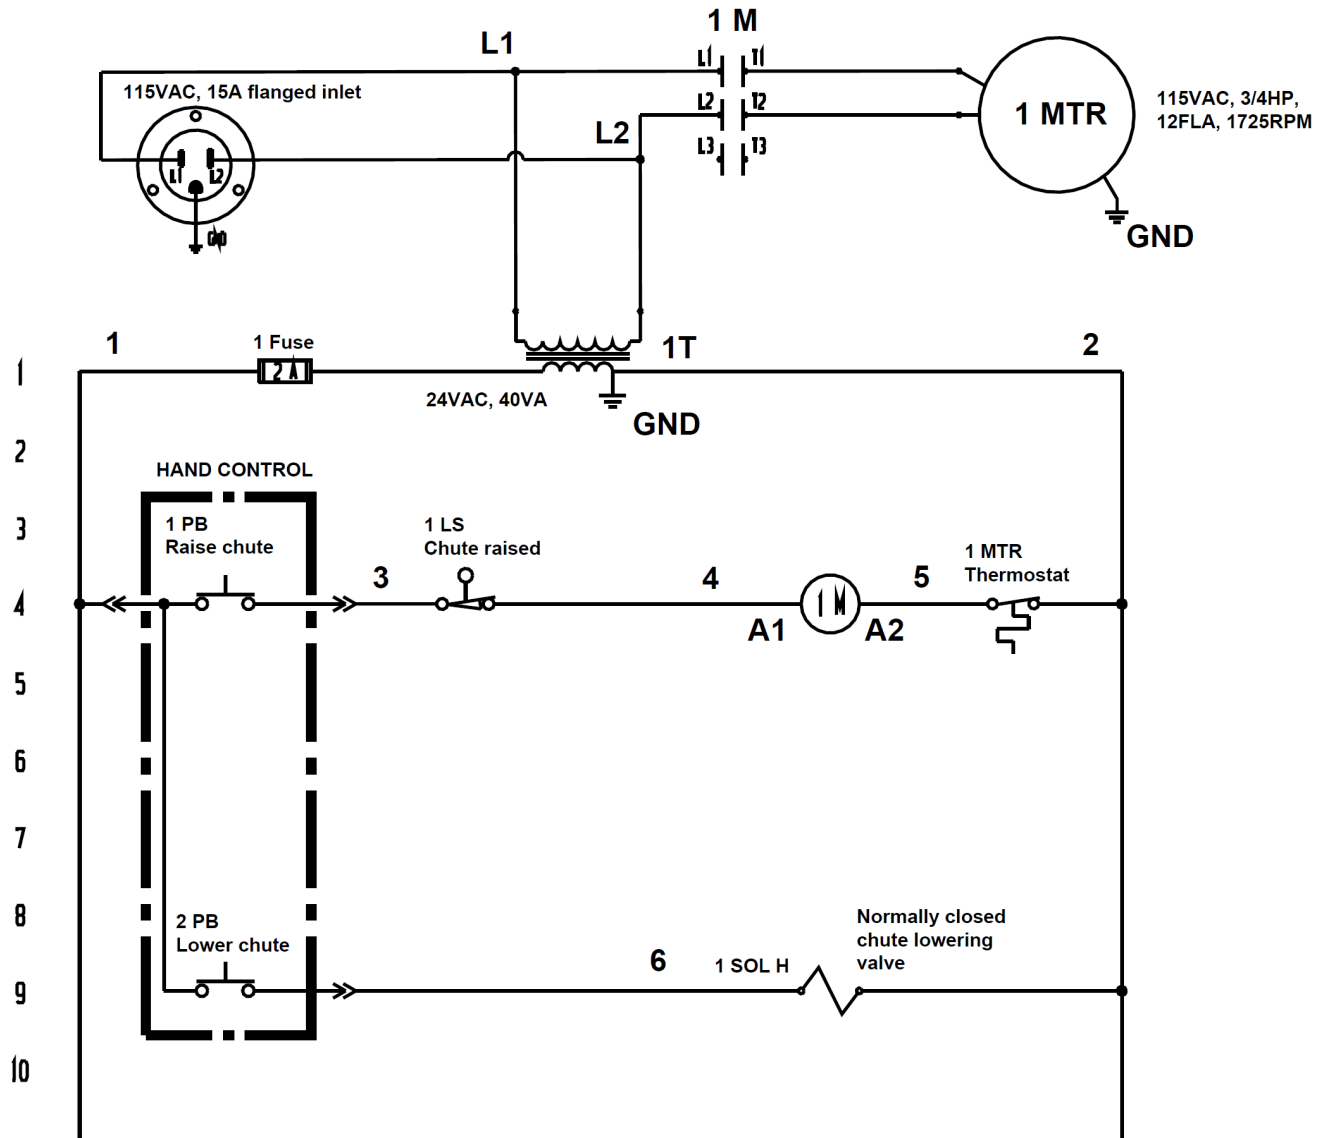 1 M
L1
L1 T1
115VAC, 15A flanged inlet
L2 T2
1 MTR
115VAC, 3/4HP,
12FLA, 1725RPM
L2
L3 T3
L1 L2
GND
GND
1
1 Fuse
1T
2
1
2 A
24VAC, 40VA
GND
2
HAND CONTROL
3
1 PB
Raise chute
1 LS
Chute raised
1 MTR
Thermostat
3
4
5
4
1 M
A1
A2
5
6
7
8
2 PB
Lower chute
Normally closed
chute lowering
valve
6
1 SOL H
9
10